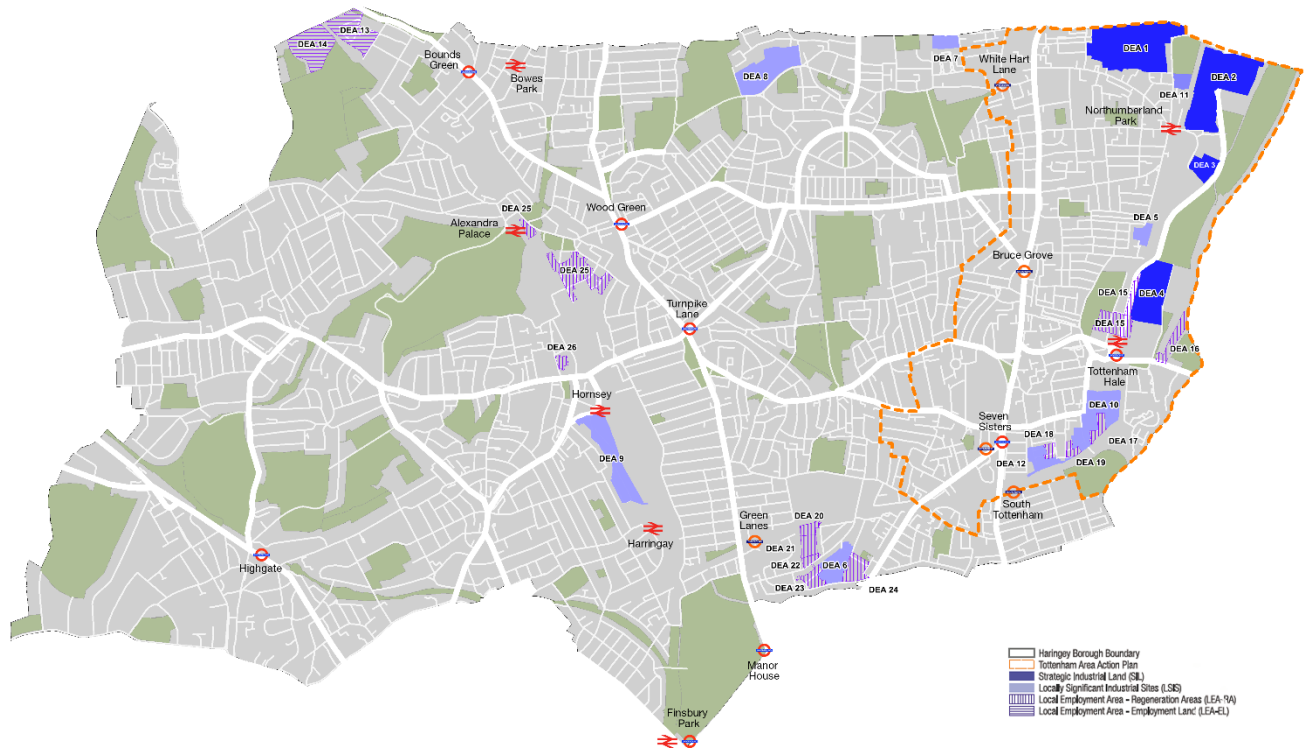 DEA 13
DEA 14
Bounds
Green
Bowes
Park
DEA 8
DEA 7
White Hart
Lane
DEA 1
DEA 2
DEA 11
Northumberland
Park
DEA 3
DEA 25
Alexandra
Palace
Wood Green
DEA 5
Bruce Grove
DEA 25
DEA 15
DEA 4
DEA 15
Turnpike
Lane
DEA 26
DEA 16
Tottenham
Hale
Hornsey
DEA 10
Seven
Sisters
DEA 18
DEA 17
DEA 9
DEA 12
DEA 19
South
Tottenham
Green
Lanes
DEA 20
Harringay
DEA 21
Highgate
DEA 22
DEA 6
DEA 23
DEA 24
Manor
House
Finsbury
Park
Haringey Borough Boundary
Tottenham Area Action Plan
Strategic Industrial Land (SIL)
Locally Significant Industrial Sites (LSIS)
Local Employment Area - Regeneration Areas (LEA-RA)
Local Employment Area - Employment Land (LEA-EL)